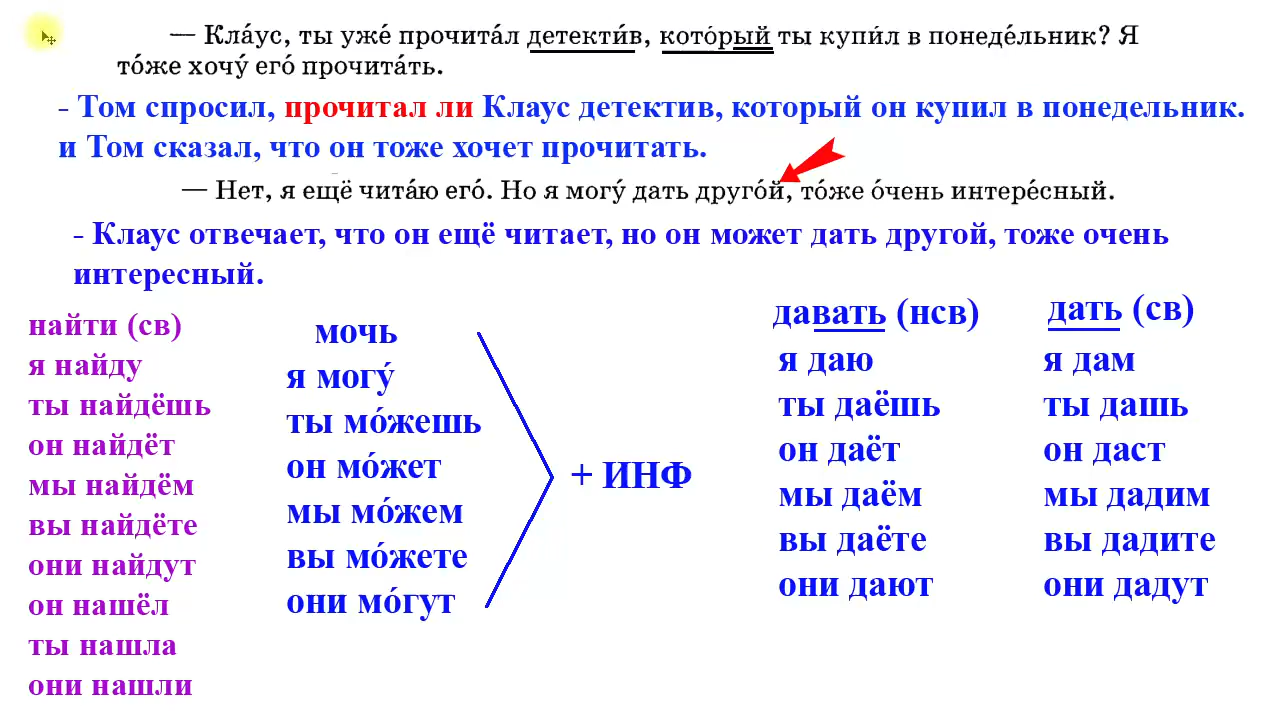 — Кла́ус, ты уже́ прочита́л детекти́в, кото́рый ты купи́л в понеде́льник? Я
то́же хочу́ его́ прочита́ть.
- Том спросил, прочитал ли Клаус детектив, который он купил в понедельник.
и Том сказал, что он тоже хочет прочитать.
— Нет, я ещё чита́ю его́. Но я могу́ дать друго́й, то́же о́чень интере́сный.
- Клаус отвечает, что он ещё читает, но он может дать другой, тоже очень
интересный.
найти (св)
я найду
ты найдёшь
он найдёт
мы найдём
вы найдёте
они найдут
он нашёл
ты нашла
они нашли
мочь
я могу́
ты мо́жешь
он мо́жет
мы мо́жем
вы мо́жете
они мо́гут
+ ИНФ
давать (нсв)
я даю
ты даёшь
он даёт
мы даём
вы даёте
они дают
дать (св)
я дам
ты дашь
он даст
мы дадим
вы дадите
они дадут